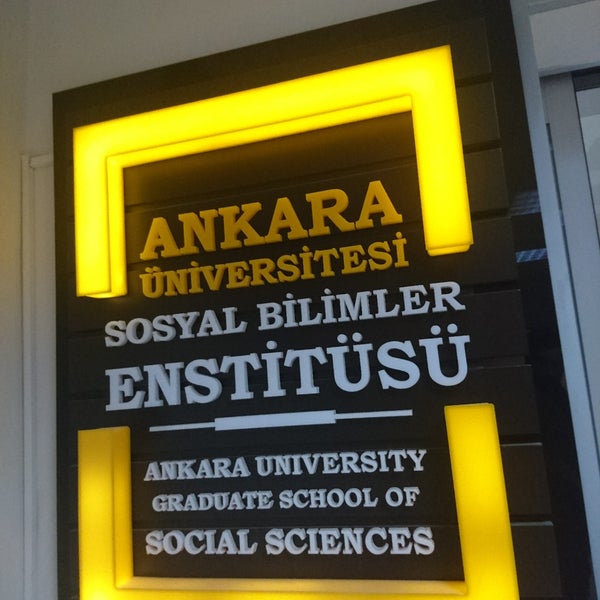 ANKARA
ÜNİVERSİTESİ
SOSYAL BİLİMLER
ENSTİTÜSÜ
ANKARA UNIVERSITY
GRADUATE SCHOOL OF
SOCIAL SCIENCES